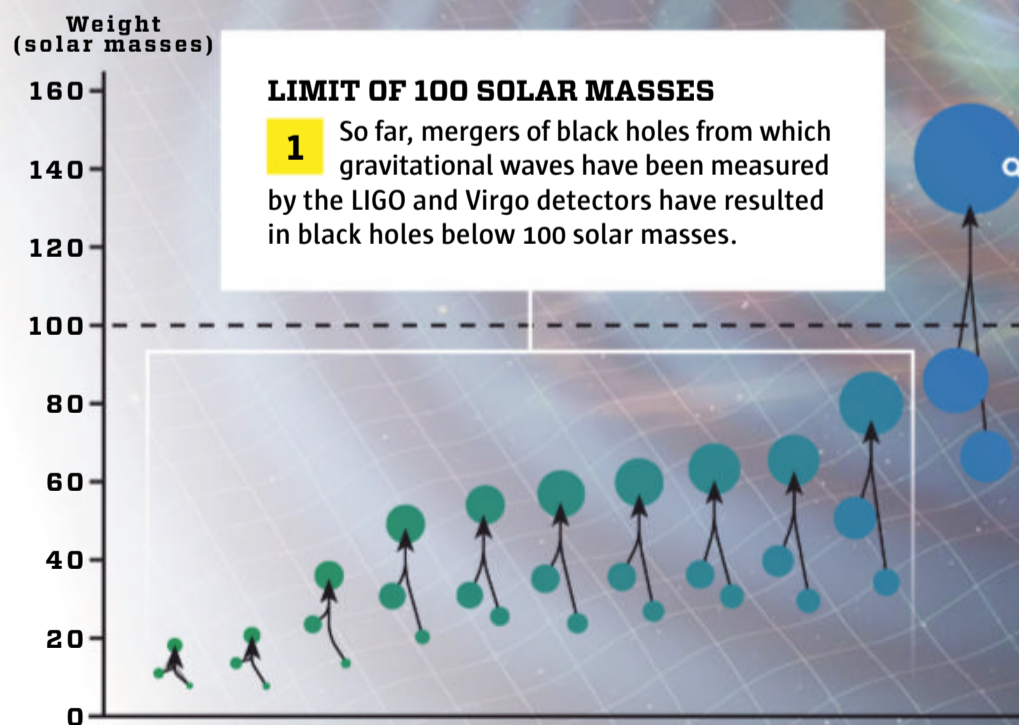 Weight
(solar masses)
LIMIT OF 100 SOLAR MASSES
1 So far, mergers of black holes from which
gravitational waves have been measured
by the LIGO and Virgo detectors have resulted
in black holes below 100 solar masses.
160
140
120
100
80
60
40
20
0